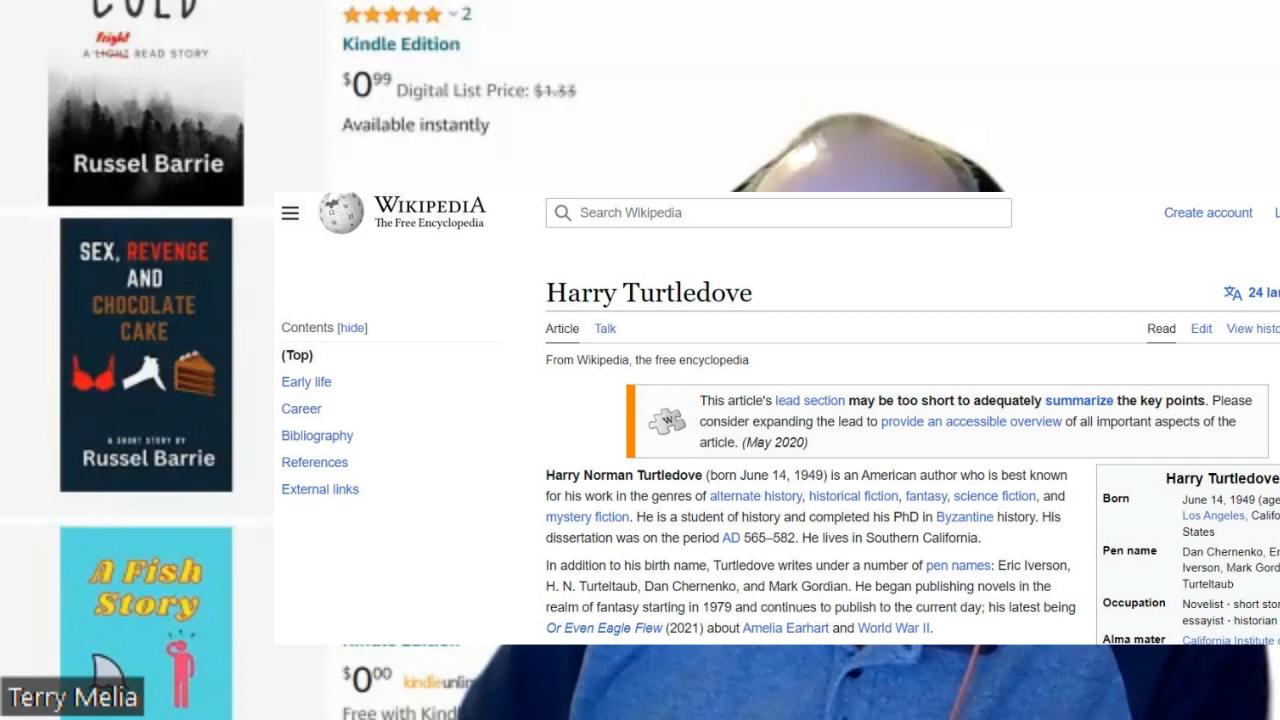 COLD
Fright
A LIGHT READ STORY
Russel Barrie
2
Kindle Edition
$0.99 Digital List Price: $1.33
Available instantly
SEX, REVENGE
AND
CHOCOLATE
CAKE
A SHORT STORY BY
Russel Barrie
A Fish
Story
Terry Melia
WIKIPEDIA
The Free Encyclopedia
Search Wikipedia
Create account
Harry Turtledove
24 lan
Article Talk
Read Edit View histo
From Wikipedia, the free encyclopedia
Contents [hide]
(Top)
Early life
Career
Bibliography
References
External links
This article's lead section may be too short to adequately summarize the key points. Please
consider expanding the lead to provide an accessible overview of all important aspects of the
article. (May 2020)
Harry Norman Turtledove (born June 14, 1949) is an American author who is best known
for his work in the genres of alternate history, historical fiction, fantasy, science fiction, and
mystery fiction. He is a student of history and completed his PhD in Byzantine history. His
dissertation was on the period AD 565–582. He lives in Southern California.
In addition to his birth name, Turtledove writes under a number of pen names: Eric Iverson,
H. N. Turteltaub, Dan Chernenko, and Mark Gordian. He began publishing novels in the
realm of fantasy starting in 1979 and continues to publish to the current day; his latest being
Or Even Eagle Flew (2021) about Amelia Earhart and World War II.
Harry Turtledove
Born June 14, 1949 (age
Los Angeles, Califo
States
Pen name Dan Chernenko, Er
Iverson, Mark Gord
Turteltaub
Occupation Novelist · short stor
essayist · historian
Alma mater California Institute o
Kindle Edition
$0.00 kindleunlim
Free with Kindl